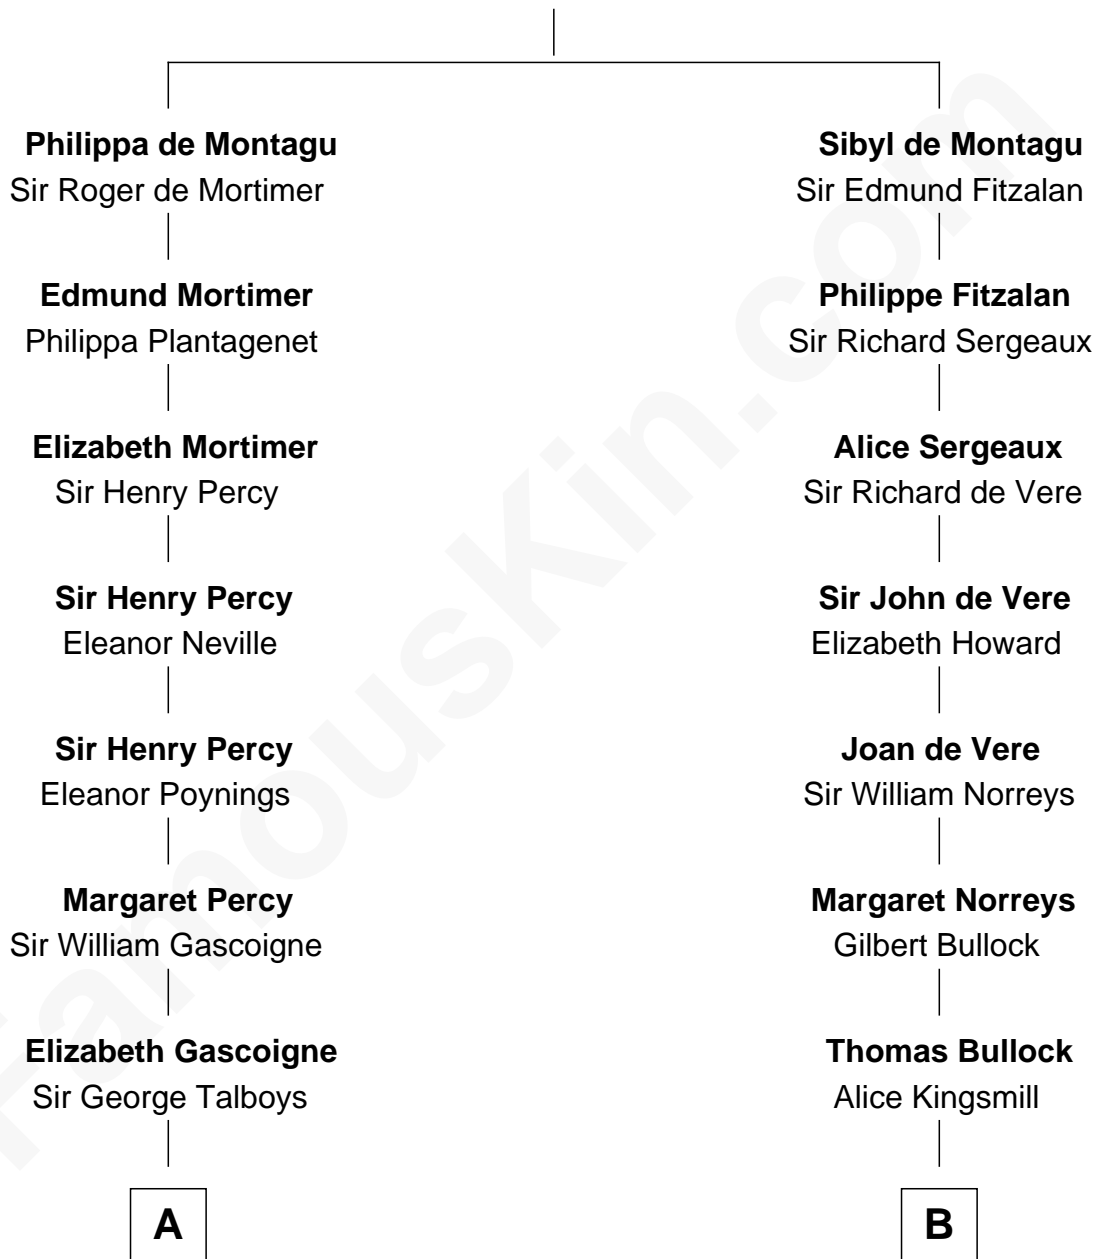 Philippa de Montagu
Sir Roger de Mortimer
Edmund Mortimer
Philippa Plantagenet
Elizabeth Mortimer
Sir Henry Percy
Sir Henry Percy
Eleanor Neville
Sir Henry Percy
Eleanor Poynings
Margaret Percy
Sir William Gascoigne
Elizabeth Gascoigne
Sir George Talboys
A
Sibyl de Montagu
Sir Edmund Fitzalan
Philippe Fitzalan
Sir Richard Sergeaux
Alice Sergeaux
Sir Richard de Vere
Sir John de Vere
Elizabeth Howard
Joan de Vere
Sir William Norreys
Margaret Norreys
Gilbert Bullock
Thomas Bullock
Alice Kingsmill
B
FamousKin.com